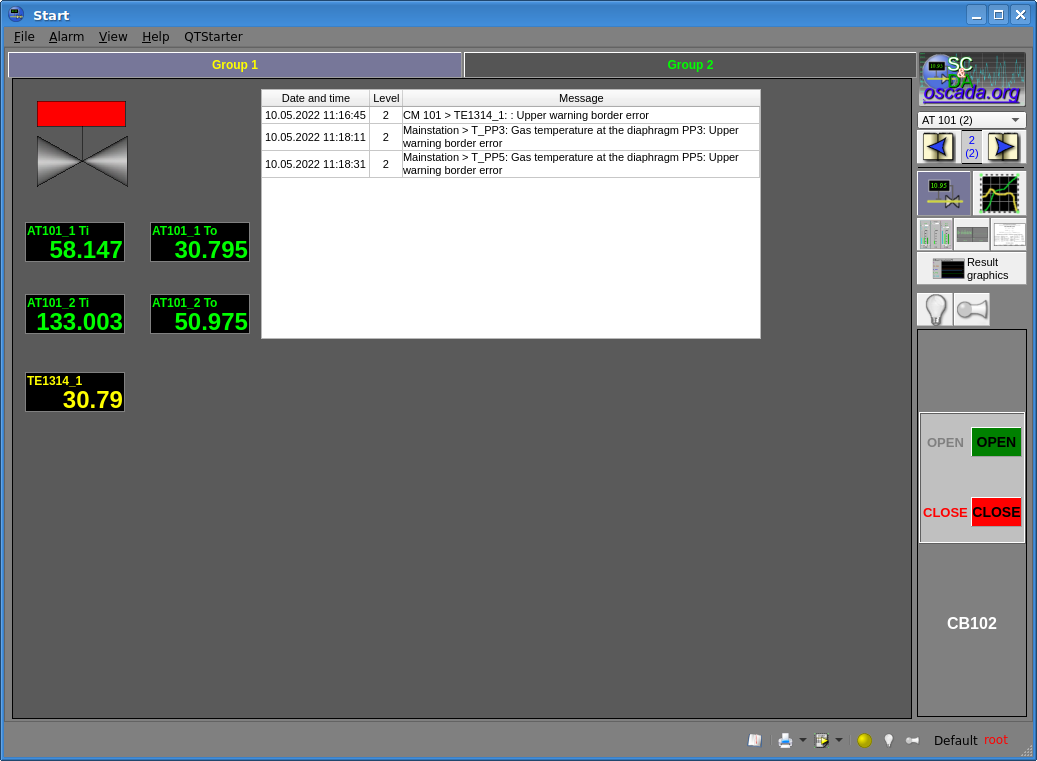 Start
File Alarm View Help QTStarter
Group 1 Group 2
SC
&
DA
oscada.org
AT 101 (2)
2
(2)
10.95
Result
graphics
Date and time Level Message
10.05.2022 11:16:45 2 CM 101 > TE1314_1: : Upper warning border error
10.05.2022 11:18:11 2 Mainstation > T_PP3: Gas temperature at the diaphragm PP3: Upper
warning border error
10.05.2022 11:18:31 2 Mainstation > T_PP5: Gas temperature at the diaphragm PP5: Upper
warning border error
AT101_1 Ti
58.147
AT101_1 To
30.795
AT101_2 Ti
133.003
AT101_2 To
50.975
TE1314_1
30.79
OPEN OPEN
CLOSE CLOSE
CB102
Default root